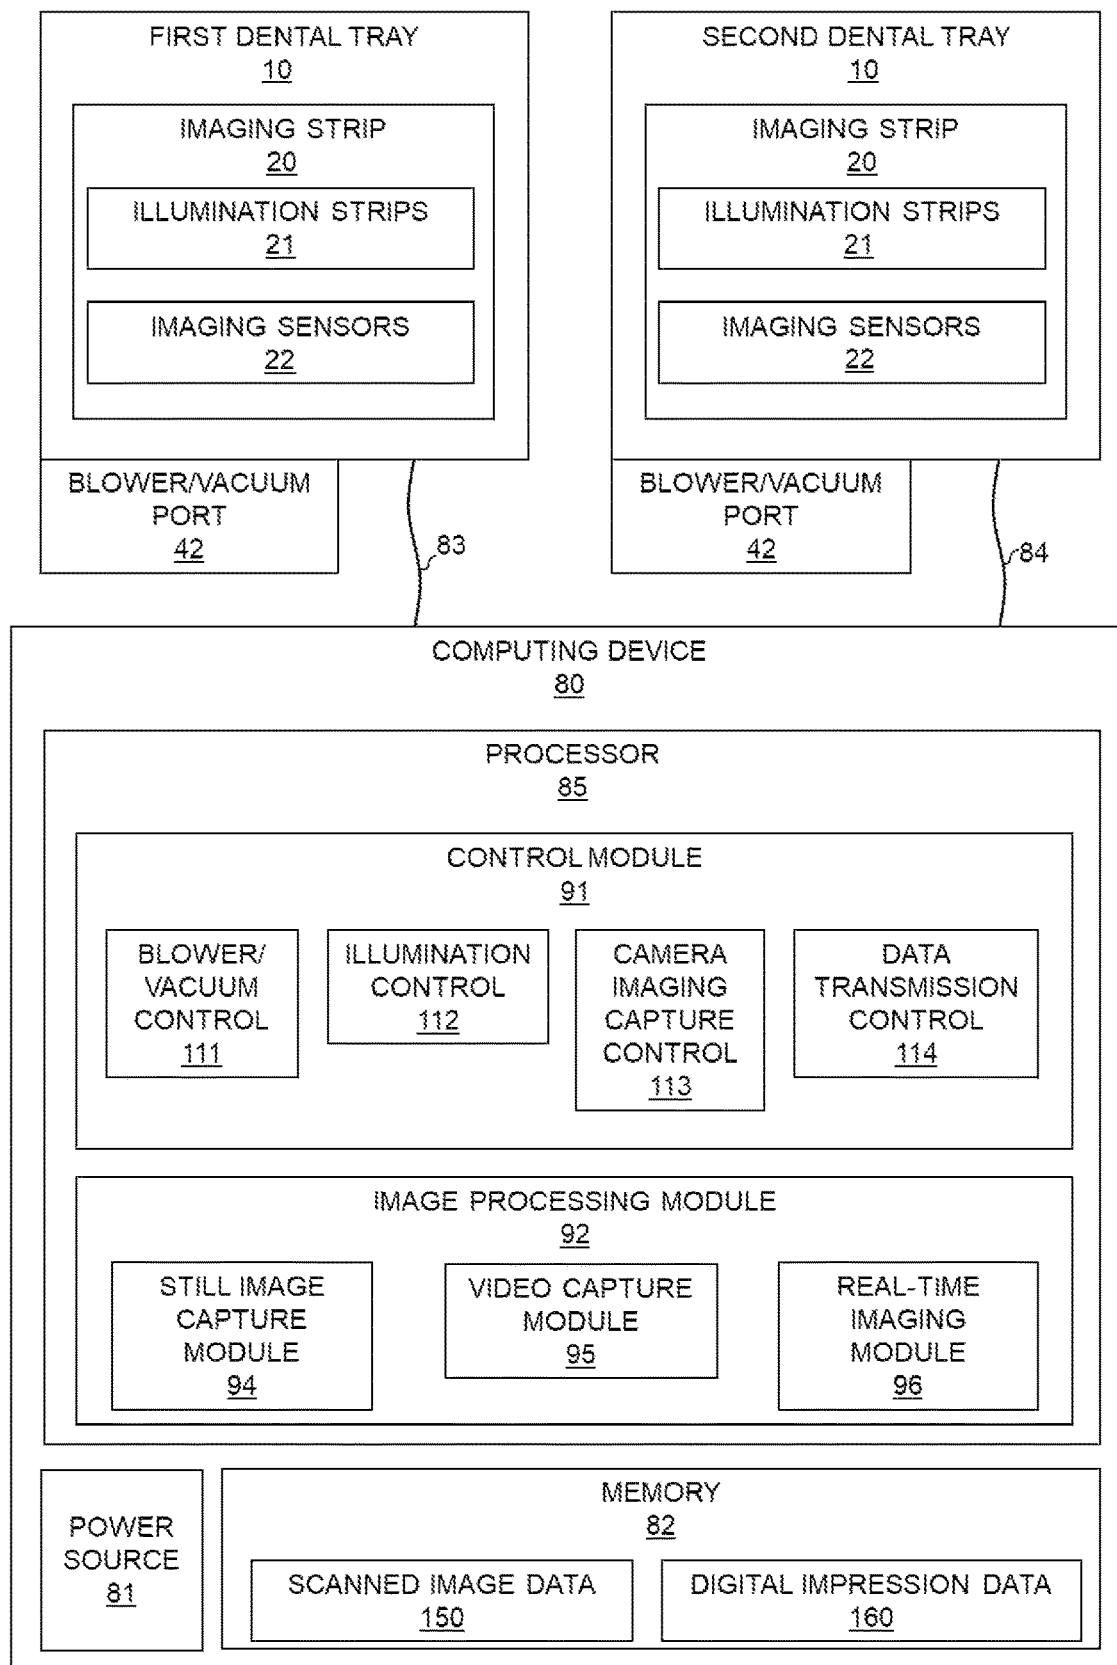 FIRST DENTAL TRAY
10
IMAGING STRIP
20
ILLUMINATION STRIPS
21
IMAGING SENSORS
22
BLOWER/VACUUM
PORT
42
83
SECOND DENTAL TRAY
10
IMAGING STRIP
20
ILLUMINATION STRIPS
21
IMAGING SENSORS
22
BLOWER/VACUUM
PORT
42
84
COMPUTING DEVICE
80
PROCESSOR
85
CONTROL MODULE
91
BLOWER/
VACUUM
CONTROL
111
ILLUMINATION
CONTROL
112
CAMERA
IMAGING
CAPTURE
CONTROL
113
DATA
TRANSMISSION
CONTROL
114
IMAGE PROCESSING MODULE
92
STILL IMAGE
CAPTURE
MODULE
94
VIDEO CAPTURE
MODULE
95
REAL-TIME
IMAGING
MODULE
96
POWER
SOURCE
81
MEMORY
82
SCANNED IMAGE DATA
150
DIGITAL IMPRESSION DATA
160